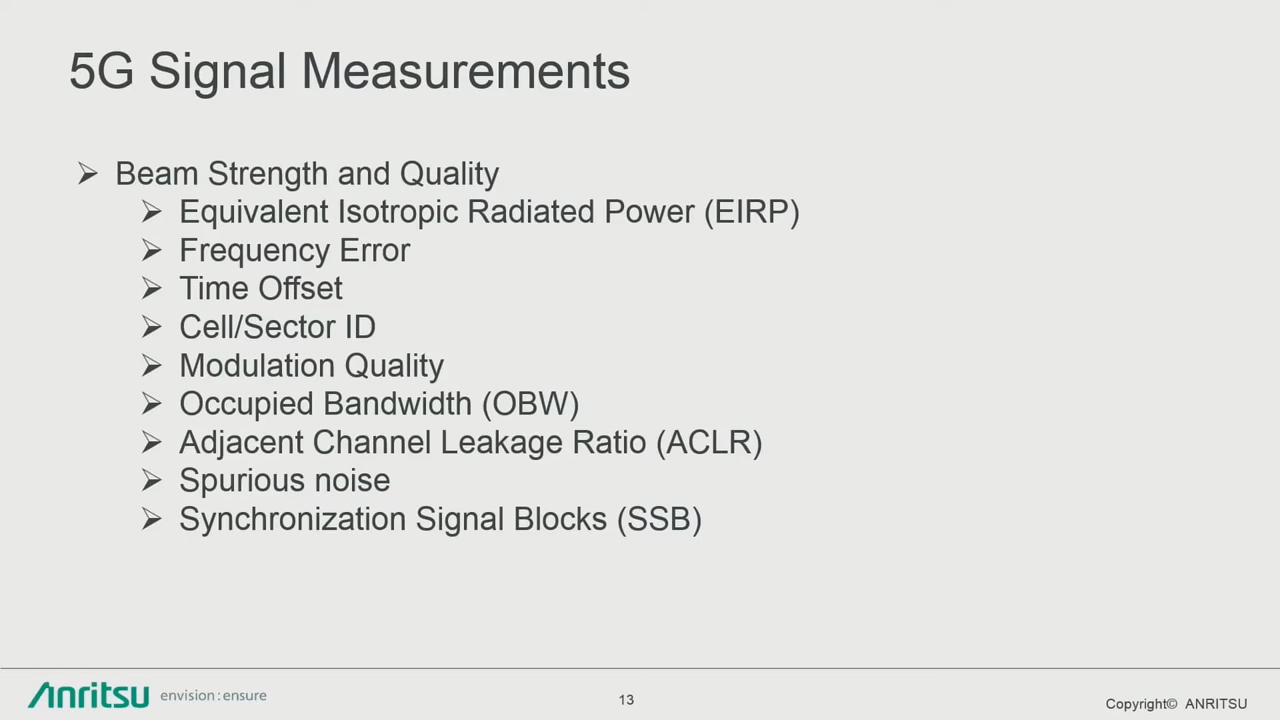 5G Signal Measurements
➢ Beam Strength and Quality
➢ Equivalent Isotropic Radiated Power (EIRP)
➢ Frequency Error
➢ Time Offset
➢ Cell/Sector ID
➢ Modulation Quality
➢ Occupied Bandwidth (OBW)
➢ Adjacent Channel Leakage Ratio (ACLR)
➢ Spurious noise
➢ Synchronization Signal Blocks (SSB)
Anritsu envision : ensure
13
Copyright© ANRITSU